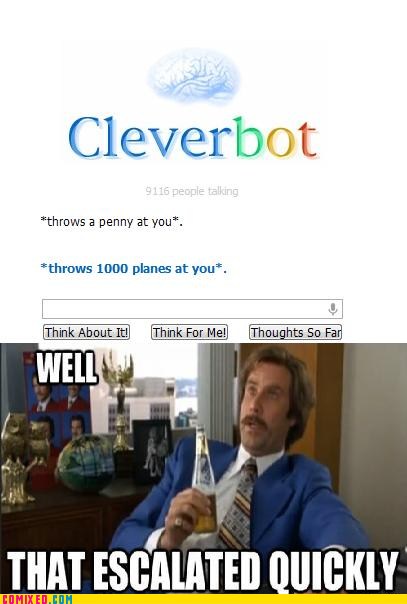 Cleverbot
9116 people talking
*throws a penny at you*.
*throws 1000 planes at you*.
Think About It! Think For Me! Thoughts So Far
WELL
THAT ESCALATED QUICKLY
COMIXED.COM